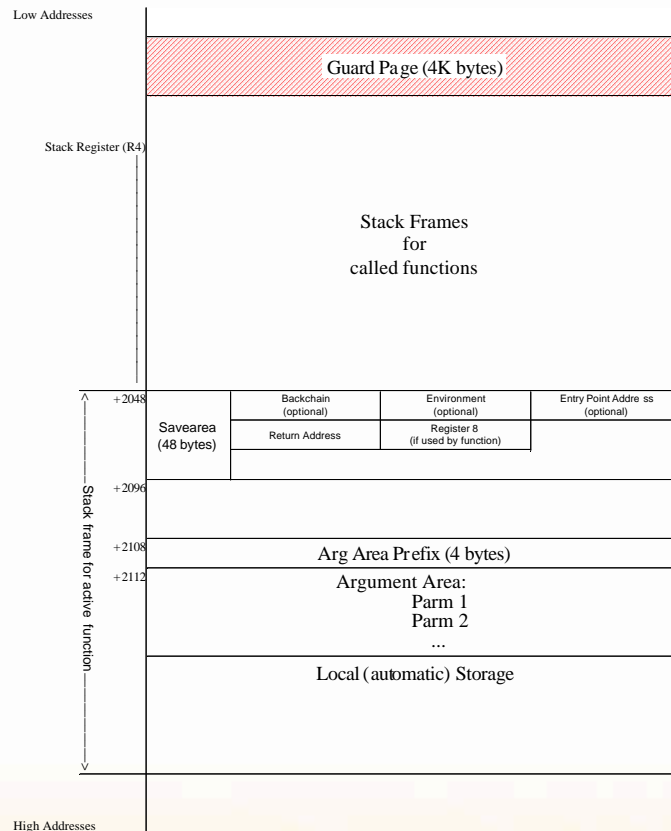 Low Addresses
Guard Page (4K bytes)
Stack Register (R4)
Stack Frames
for
called functions
+2048
Savearea
(48 bytes)
Backchain
(optional)
Environment
(optional)
Entry Point Address
(optional)
Return Address
Register 8
(if used by function)
Stack frame for active function
+2096
+2108
Arg Area Prefix (4 bytes)
+2112
Argument Area:
Parm 1
Parm 2
...
Local (automatic) Storage
High Addresses